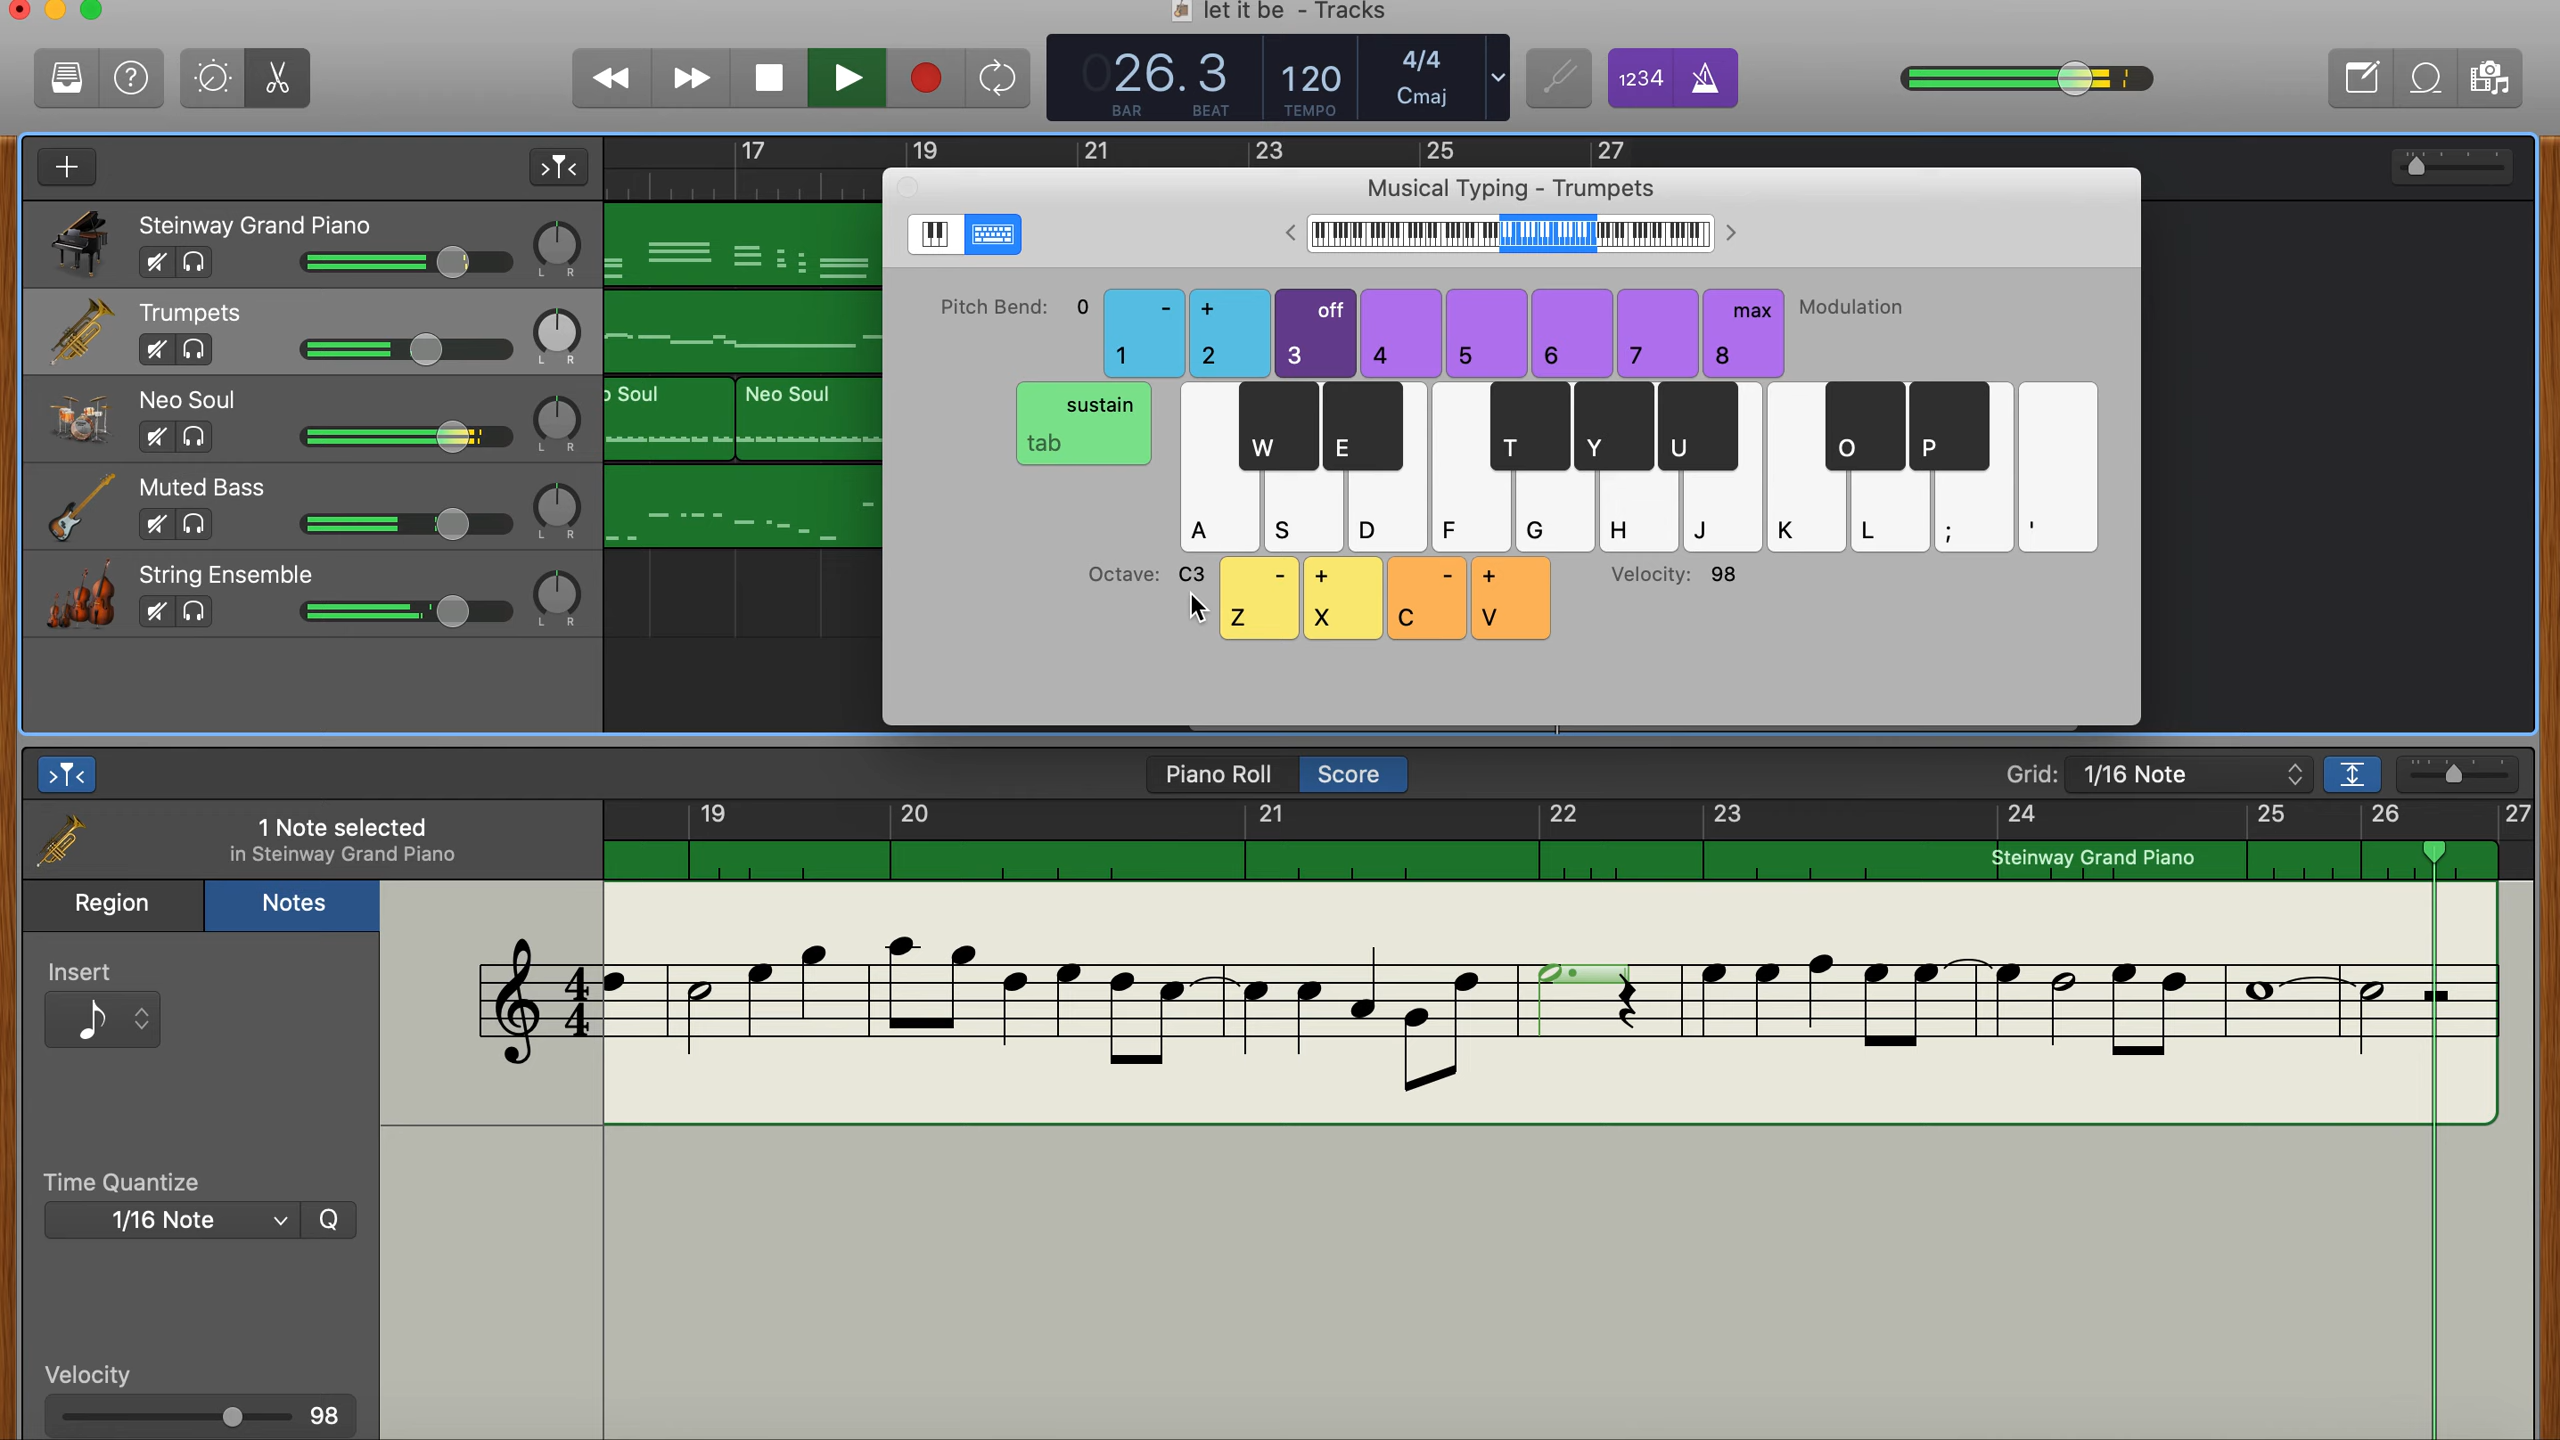 let it be - Tracks
026.3
BAR BEAT
120
TEMPO
4/4
Cmaj
1234
17 19 21 23 25 27
Musical Typing - Trumpets
Steinway Grand Piano
L R
Trumpets
L R
Neo Soul
L R
Muted Bass
L R
String Ensemble
L R
o Soul
Neo Soul
Pitch Bend: 0
- + off max
1 2 3 4 5 6 7 8
Modulation
sustain
tab
W E T Y U O P
A S D F G H J K L ; '
Octave: C3
- + - +
Z X C V
Velocity: 98
Piano Roll Score
Grid: 1/16 Note
1 Note selected
in Steinway Grand Piano
19 20 21 22 23 24 25 26 27
Steinway Grand Piano
Region Notes
Insert
4
4
Time Quantize
1/16 Note Q
Velocity
98